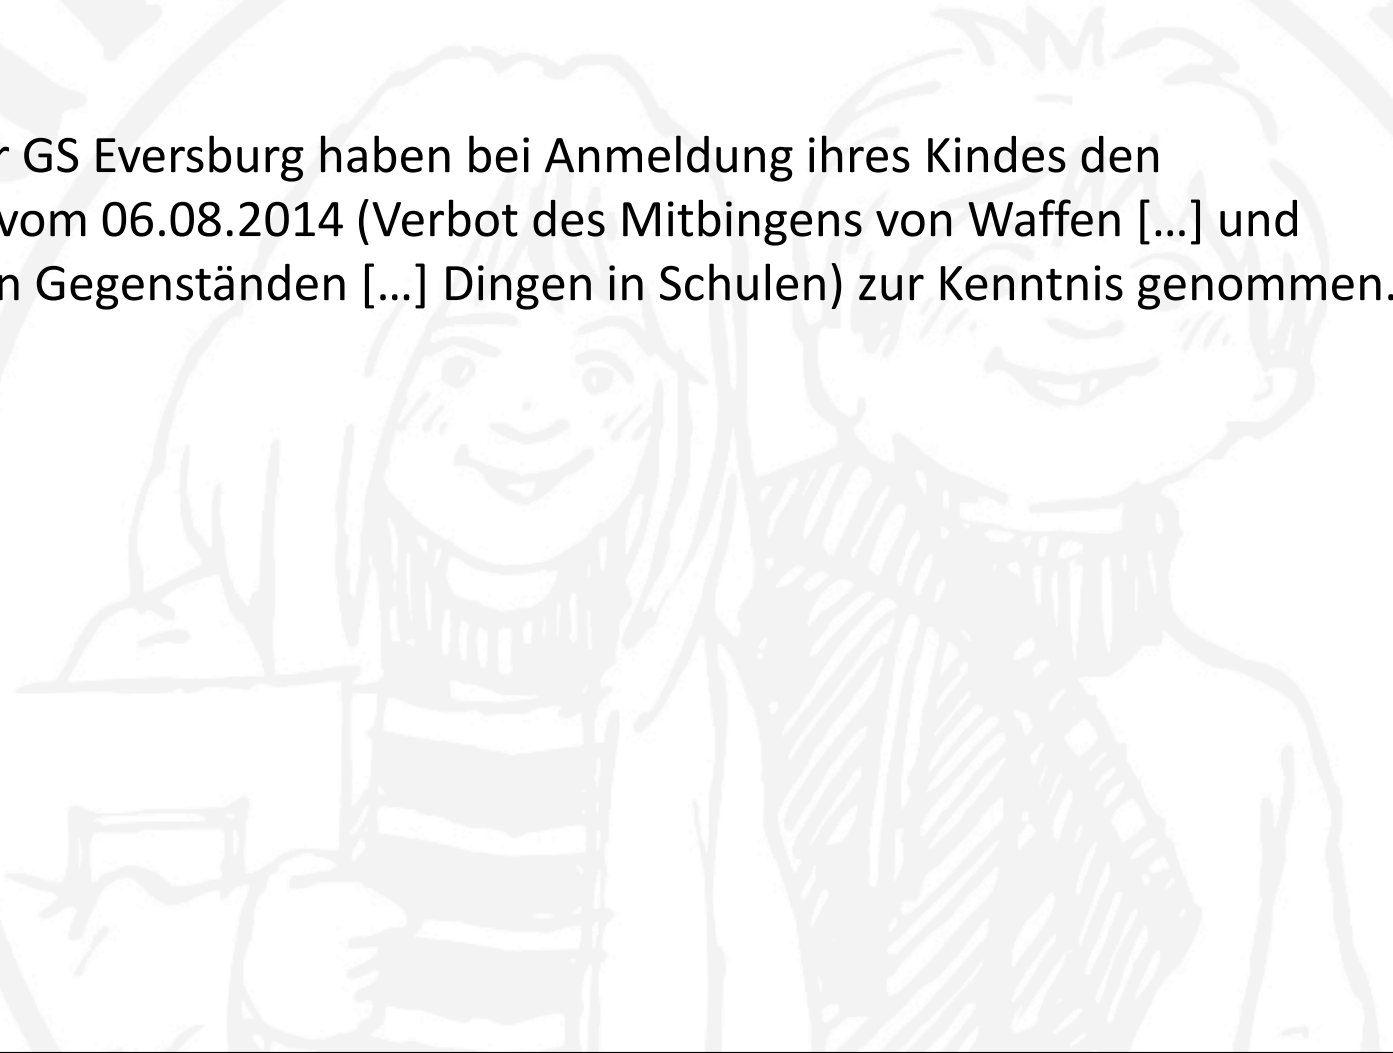 r GS Eversburg haben bei Anmeldung ihres Kindes den
vom 06.08.2014 (Verbot des Mitbingens von Waffen […] und
n Gegenständen […] Dingen in Schulen) zur Kenntnis genommen.